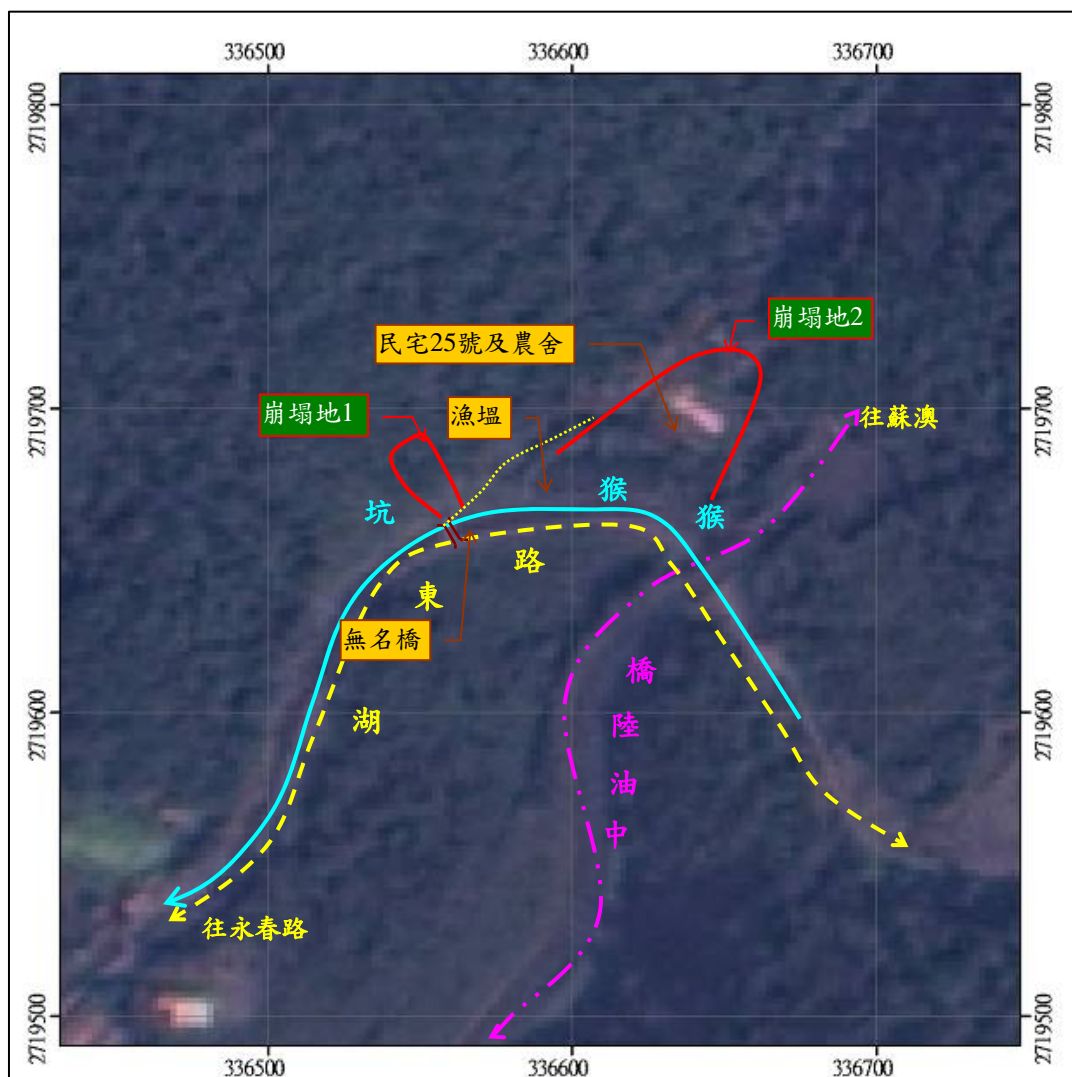 336500 336600 336700
2719800 2719800
崩塌地2
民宅25號及農舍
崩塌地1
漁塭
2719700 2719700
往蘇澳
坑 猴 猴
東 路
無名橋
湖
橋
陸
油
中
2719600 2719600
往永春路
2719500 2719500
336500 336600 336700